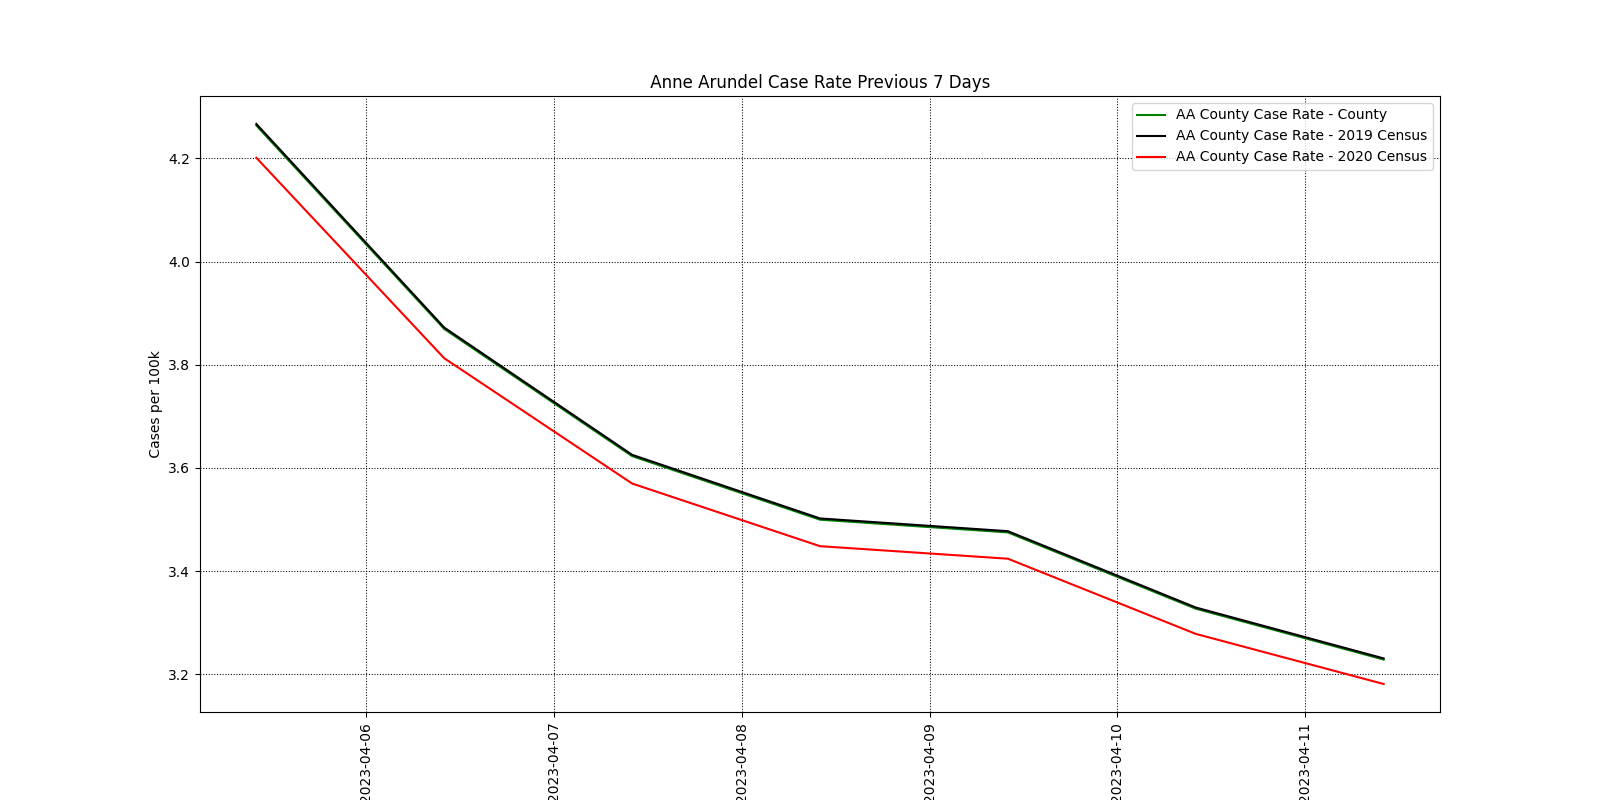 Anne Arundel Case Rate Previous 7 Days
AA County Case Rate - County
AA County Case Rate - 2019 Census
AA County Case Rate - 2020 Census
Cases per 100k
4.2
4.0
3.8
3.6
3.4
3.2
2023-04-06
2023-04-07
2023-04-08
2023-04-09
2023-04-10
2023-04-11